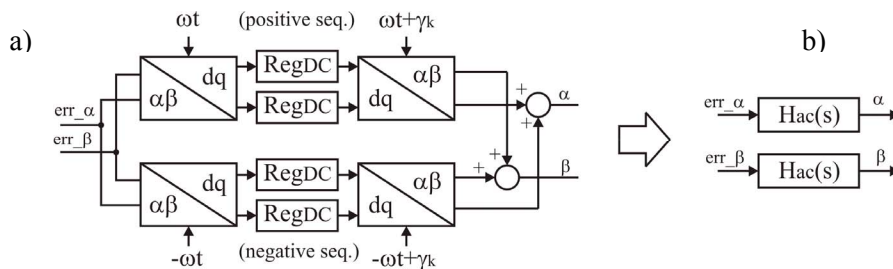 a)
ωt
(positive seq.)
ωt+γk
b)
αβ
dq
RegDC
RegDC
dq
αβ
+
+
α
err_α
err_β
+
+
β
αβ
dq
RegDC
RegDC
dq
αβ
-ωt
(negative seq.)
-ωt+γk
err_α
Hac(s)
α
err_β
Hac(s)
β